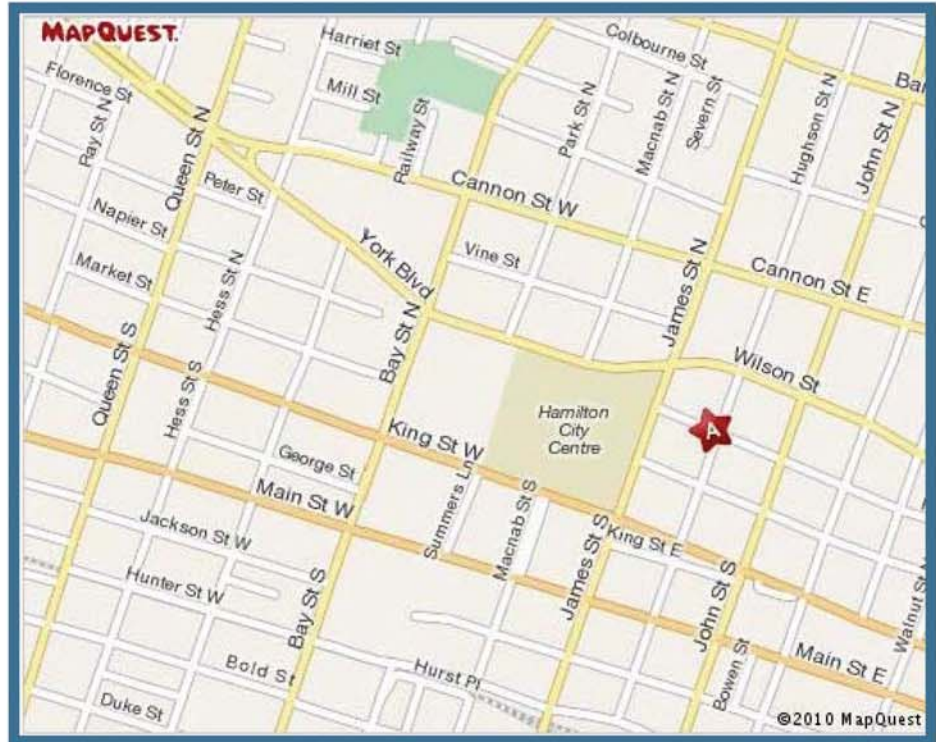 MAPQUEST.
Harriet St
Colbourne St
Florence St
Mill St
Park St N
Macnab St N
Severn St
Hughson St N
John St N
Queen St N
Railway St
Peter St
Cannon St W
Napier St
York Blvd
Vine St
Market St
Hess St N
Cannon St E
James St N
Bay St N
Wilson St
Queen St S
Hess St S
Hamilton
City
Centre
A
King St W
George St
Main St W
Summers Ln
Macnab St S
James St S
King St E
Jackson St W
Hunter St W
Bay St S
John St S
Walnut St N
Main St E
Bold St
Hurst Pl
Bowen St
Duke St
©2010 MapQuest